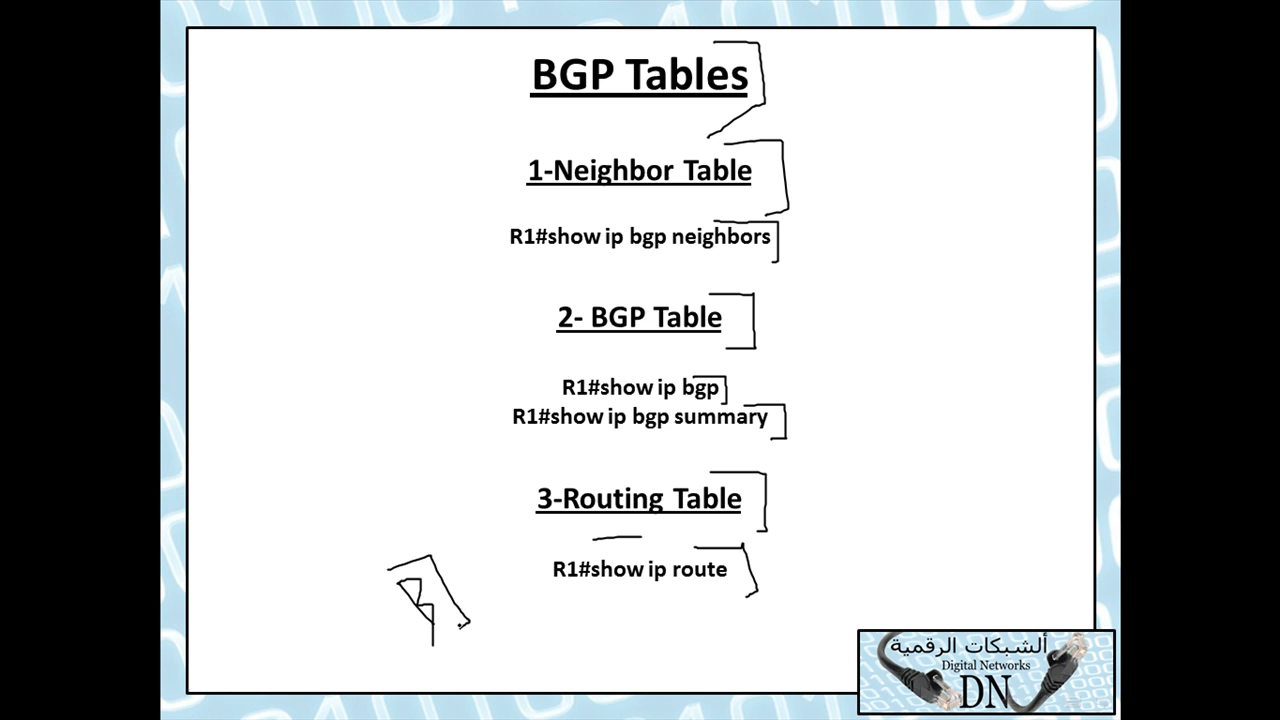 BGP Tables
1-Neighbor Table
R1#show ip bgp neighbors
2- BGP Table
R1#show ip bgp
R1#show ip bgp summary
3-Routing Table
R1#show ip route
ألشبكات الرقمية
Digital Networks
DN